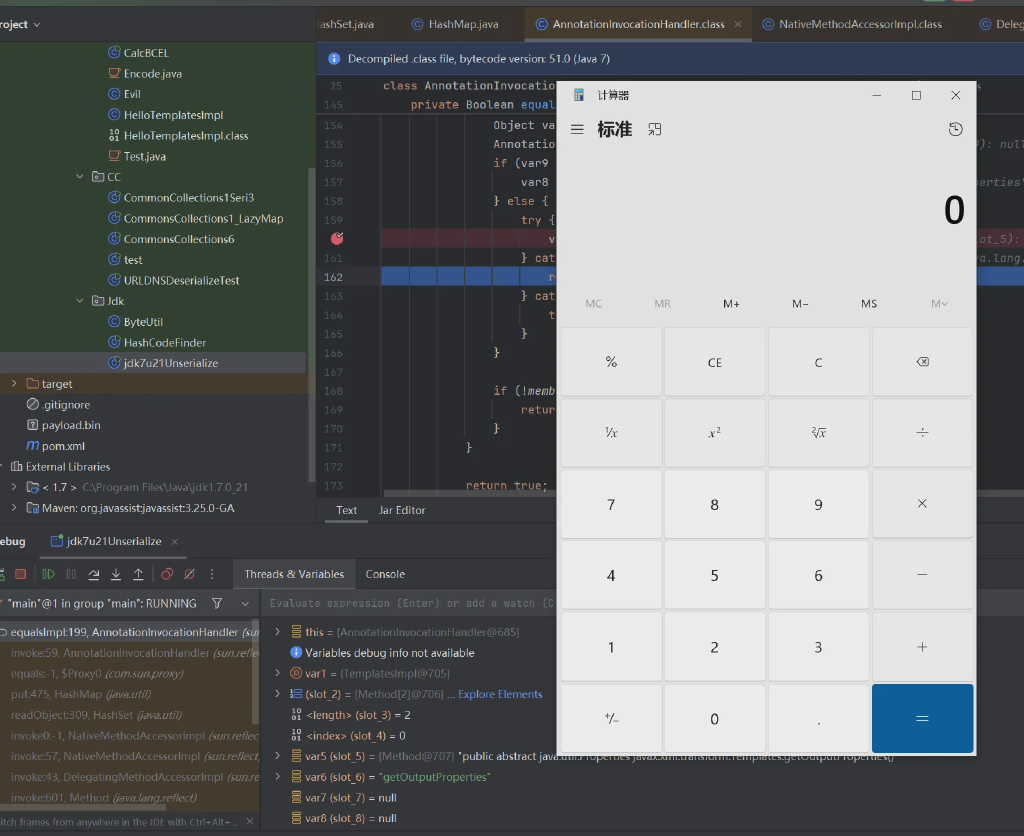 roject
CalcBCEL
Encode.java
Evil
HelloTemplatesImpl
HelloTemplatesImpl.class
Test.java
CC
CommonCollections1Seri3
CommonsCollections1_LazyMap
CommonsCollections6
test
URLDNSDeserializeTest
Jdk
ByteUtil
HashCodeFinder
jdk7u21Unserialize
target
.gitignore
payload.bin
pom.xml
External Libraries
< 1.7 > C:\Program Files\Java\jdk1.7.0_21
Maven: org.javassist:javassist:3.25.0-GA
lashSet.java HashMap.java AnnotationInvocationHandler.class NativeMethodAccessorImpl.class Deleg
Decompiled .class file, bytecode version: 51.0 (Java 7)
25 class AnnotationInvocatio s
145 private Boolean equal
154 Object va
155 Annotatio ?): null
156 if (var9
157 var8 erties"
158 } else {
159 try {
v lot_5):
161 } cat va.lang.
162 r
163 } cat
164 t
165 }
166 }
167
168 if (!memb
169 retur
170 }
171 }
172
173 return true;
Text Jar Editor
计算器
标准
0
MC MR M+ M− MS M
% CE C
1/x x² 2√x ÷
7 8 9 ×
4 5 6 −
1 2 3 +
+/− 0 . =
ebug jdk7u21Unserialize
Threads & Variables Console
"main"@1 in group "main": RUNNING
Evaluate expression (Enter) or add a watch (C
equalsImpl:199, AnnotationInvocationHandler (sun
invoke:59, AnnotationInvocationHandler (sun.refle
equals:-1, $Proxy0 (com.sun.proxy)
put:475, HashMap (java.util)
readObject:309, HashSet (java.util)
invoke0:-1, NativeMethodAccessorImpl (sun.reflec
invoke:57, NativeMethodAccessorImpl (sun.reflect
invoke:43, DelegatingMethodAccessorImpl (sun.re
invoke:601, Method (java.lang.reflect)
itch frames from anywhere in the IDE with Ctrl+Alt+...
this = {AnnotationInvocationHandler@685}
Variables debug info not available
var1 = {TemplatesImpl@705}
(slot_2) = {Method[2]@706} ... Explore Elements
<length> (slot_3) = 2
<index> (slot_4) = 0
var5 (slot_5) = {Method@707} "public abstract java.util.Properties javax.xml.transform.Templates.getOutputProperties()
var6 (slot_6) = "getOutputProperties"
var7 (slot_7) = null
var8 (slot_8) = null